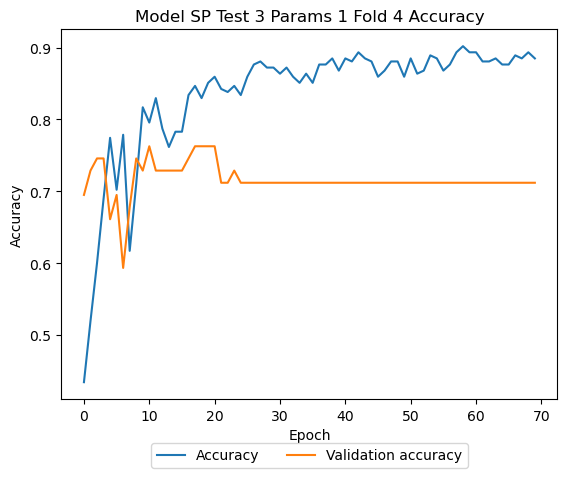 Model SP Test 3 Params 1 Fold 4 Accuracy
0.9
0.8
0.7
0.6
0.5
Accuracy
0 10 20 30 40 50 60 70
Epoch
Accuracy Validation accuracy